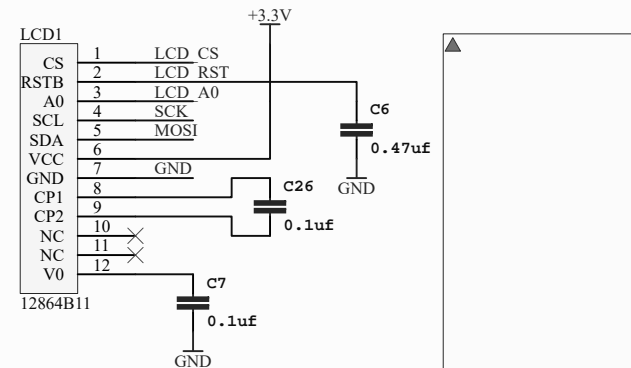 +3.3V
LCD1
CS 1 LCD_CS
RSTB 2 LCD_RST
A0 3 LCD_A0
SCL 4 SCK
SDA 5 MOSI
VCC 6
GND 7 GND
CP1 8
CP2 9
NC 10
NC 11
V0 12
12864B11
C6
0.47uf
GND
C26
0.1uf
C7
0.1uf
GND